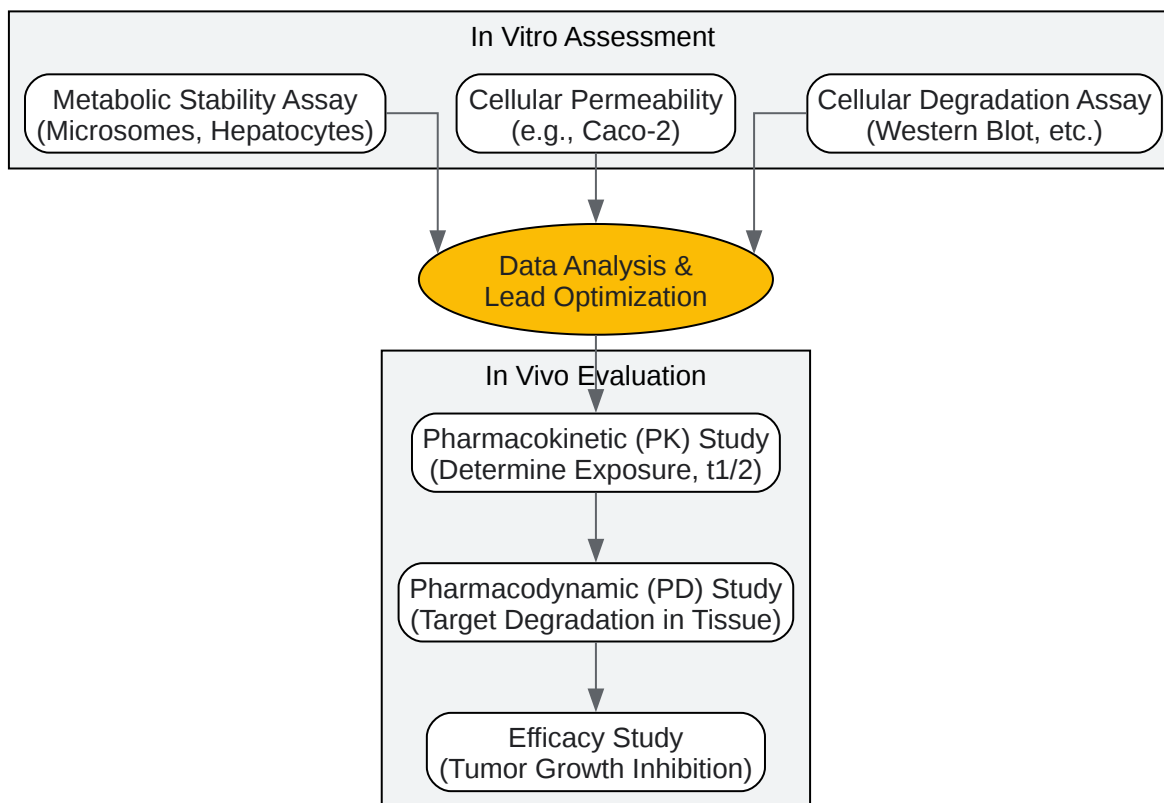 In Vitro Assessment
Metabolic Stability Assay
(Microsomes, Hepatocytes)
Cellular Permeability
(e.g., Caco-2)
Cellular Degradation Assay
(Western Blot, etc.)
Data Analysis &
Lead Optimization
In Vivo Evaluation
Pharmacokinetic (PK) Study
(Determine Exposure, t1/2)
Pharmacodynamic (PD) Study
(Target Degradation in Tissue)
Efficacy Study
(Tumor Growth Inhibition)